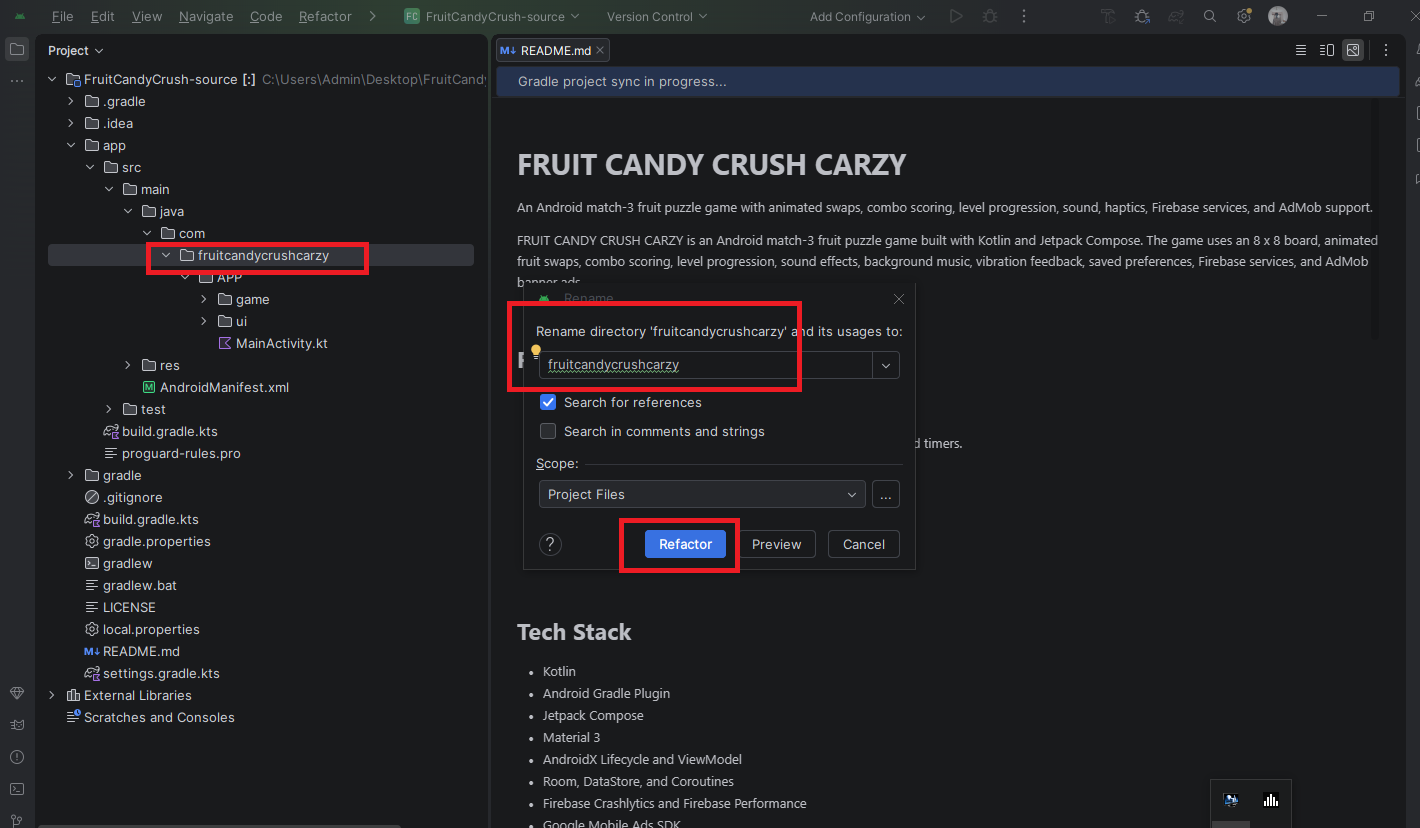 File Edit View Navigate Code Refactor FC FruitCandyCrush-source Version Control Add Configuration
Project
FruitCandyCrush-source [:] C:\Users\Admin\Desktop\FruitCandy
.gradle
.idea
app
src
main
java
com
fruitcandycrushcarzy
APP
game
ui
MainActivity.kt
res
AndroidManifest.xml
test
build.gradle.kts
proguard-rules.pro
gradle
.gitignore
build.gradle.kts
gradle.properties
gradlew
gradlew.bat
LICENSE
local.properties
README.md
settings.gradle.kts
External Libraries
Scratches and Consoles
README.md
Gradle project sync in progress...
FRUIT CANDY CRUSH CARZY
An Android match-3 fruit puzzle game with animated swaps, combo scoring, level progression, sound, haptics, Firebase services, and AdMob support.
FRUIT CANDY CRUSH CARZY is an Android match-3 fruit puzzle game built with Kotlin and Jetpack Compose. The game uses an 8 x 8 board, animated
fruit swaps, combo scoring, level progression, sound effects, background music, vibration feedback, saved preferences, Firebase services, and AdMob
banner ads.
Rename
Rename directory 'fruitcandycrushcarzy' and its usages to:
fruitcandycrushcarzy
Search for references
Search in comments and strings
d timers.
Scope:
Project Files
...
? Refactor Preview Cancel
Tech Stack
Kotlin
Android Gradle Plugin
Jetpack Compose
Material 3
AndroidX Lifecycle and ViewModel
Room, DataStore, and Coroutines
Firebase Crashlytics and Firebase Performance
Google Mobile Ads SDK